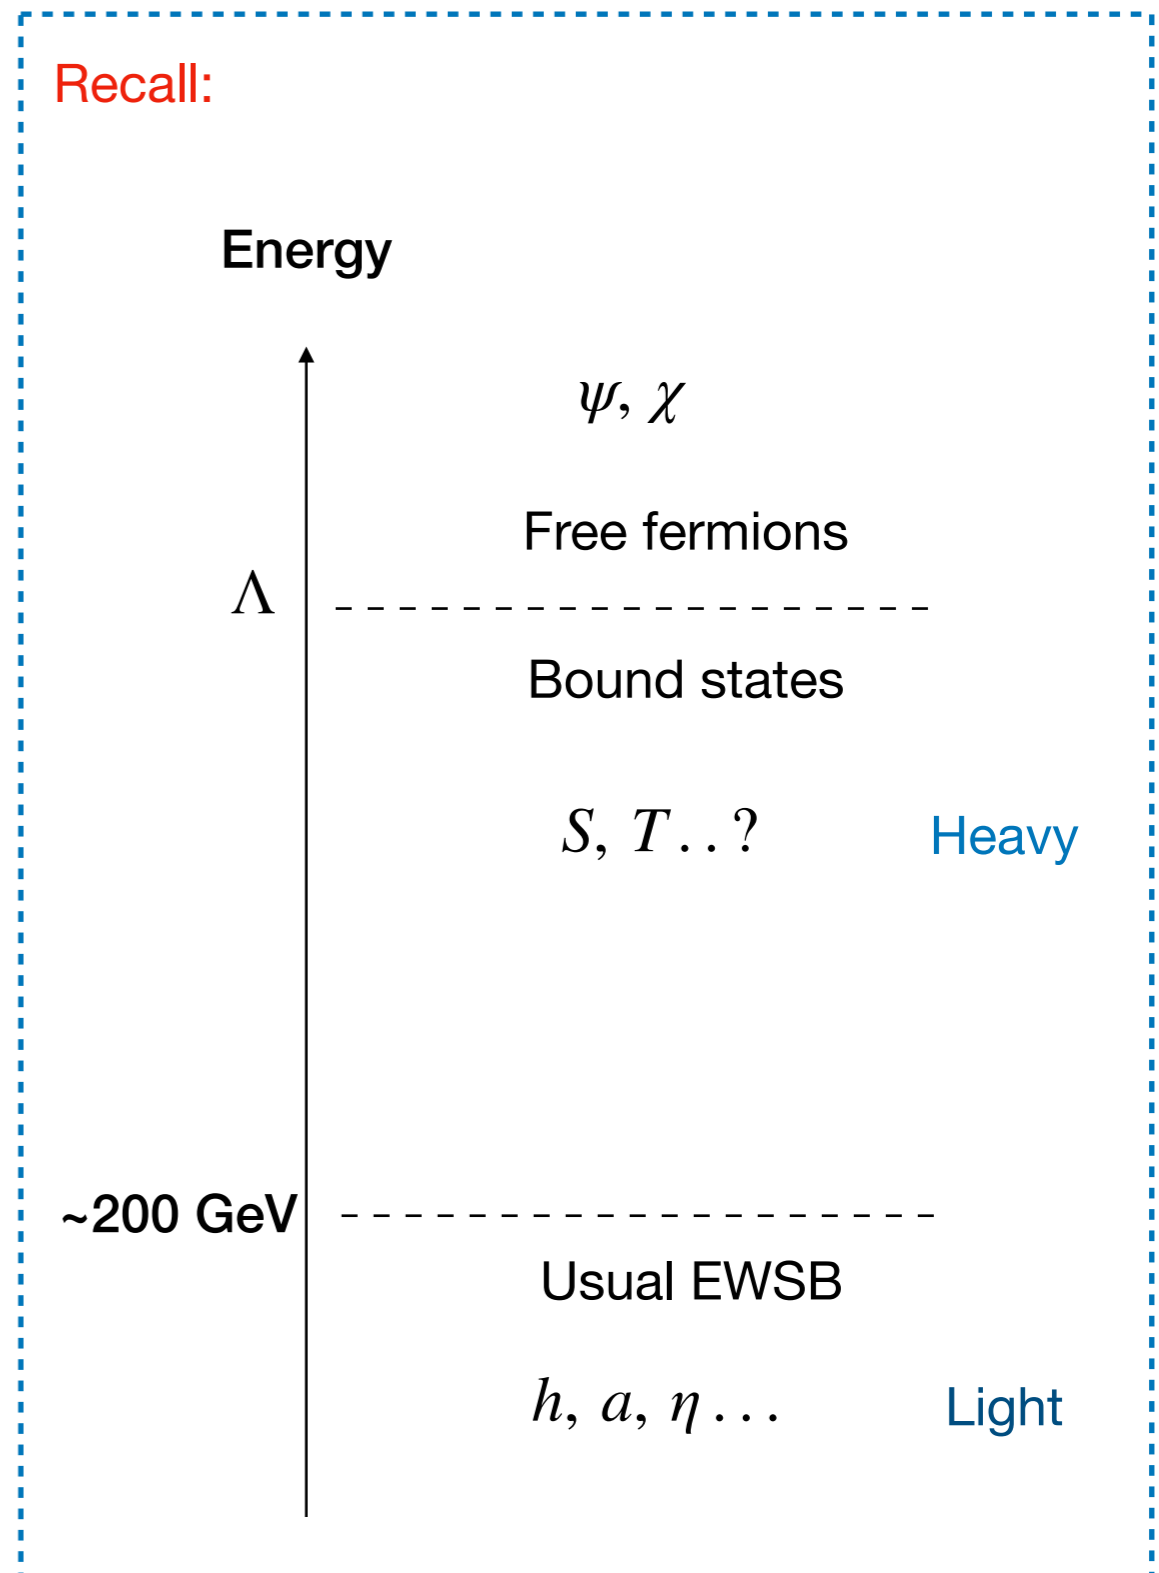 Recall:
Energy
ψ, χ
Free fermions
Λ
Bound states
S, T . . ? Heavy
~200 GeV
Usual EWSB
h, a, η . . . Light